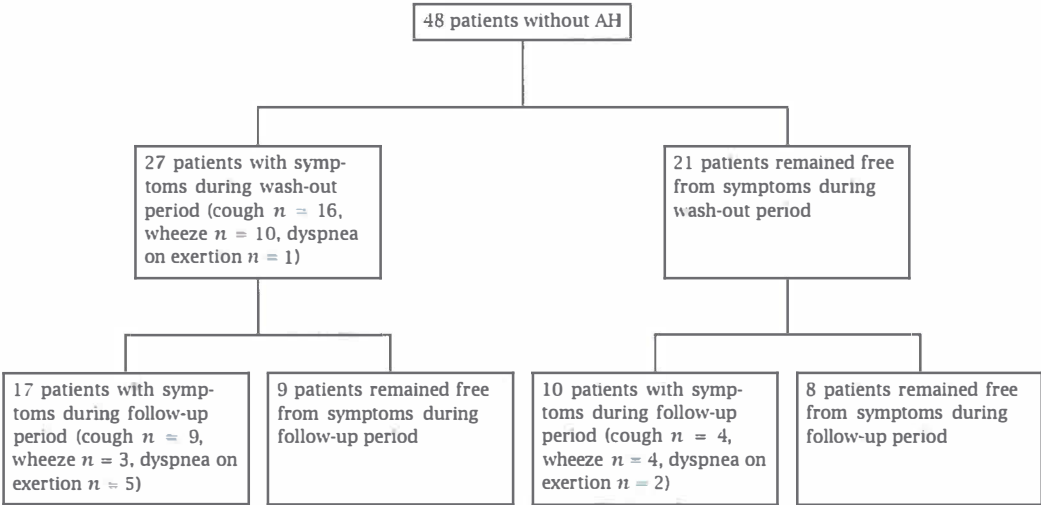 48 patients without AH
27 patients with symp-
toms during wash-out
period (cough n = 16,
wheeze n = 10, dyspnea
on exertion n = 1)
21 patients remained free
from symptoms during
wash-out period
17 patients with symp-
toms during follow-up
period (cough n = 9,
wheeze n = 3, dyspnea on
exertion n = 5)
9 patients remained free
from symptoms during
follow-up period
10 patients with symp-
toms during follow-up
period (cough n = 4,
wheeze n = 4, dyspnea on
exertion n = 2)
8 patients remained free
from symptoms during
follow-up period